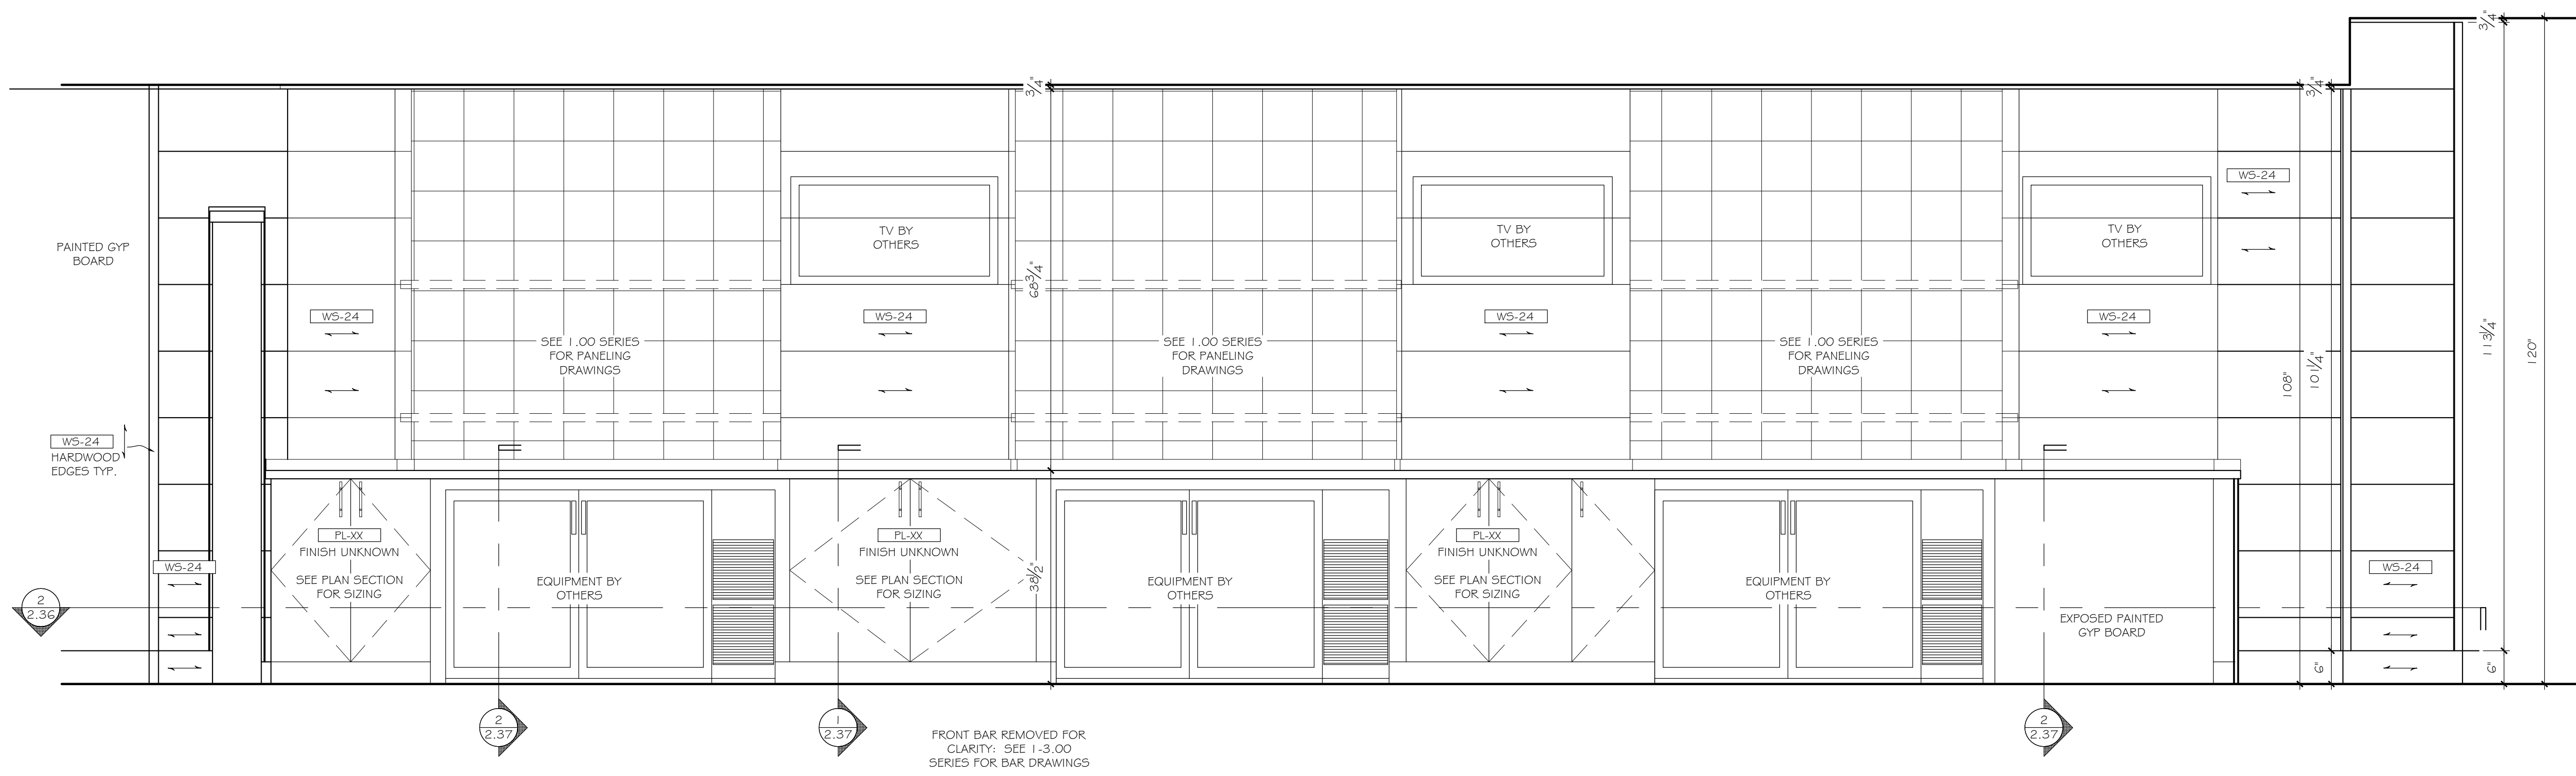 3/4"
3/4"
3/4"
WS-24
PAINTED GYP
BOARD
TV BY
OTHERS
TV BY
OTHERS
TV BY
OTHERS
68 3/4"
WS-24
WS-24
WS-24
WS-24
SEE 1.00 SERIES
FOR PANELING
DRAWINGS
SEE 1.00 SERIES
FOR PANELING
DRAWINGS
SEE 1.00 SERIES
FOR PANELING
DRAWINGS
108"
101 1/4"
113 3/4"
120"
WS-24
HARDWOOD
EDGES TYP.
PL-XX
FINISH UNKNOWN
SEE PLAN SECTION
FOR SIZING
PL-XX
FINISH UNKNOWN
SEE PLAN SECTION
FOR SIZING
PL-XX
FINISH UNKNOWN
SEE PLAN SECTION
FOR SIZING
WS-24
EQUIPMENT BY
OTHERS
38 1/2"
EQUIPMENT BY
OTHERS
EQUIPMENT BY
OTHERS
WS-24
2
2.36
EXPOSED PAINTED
GYP BOARD
6"
6"
2
2.37
1
2.37
2
2.37
FRONT BAR REMOVED FOR
CLARITY: SEE 1-3.00
SERIES FOR BAR DRAWINGS